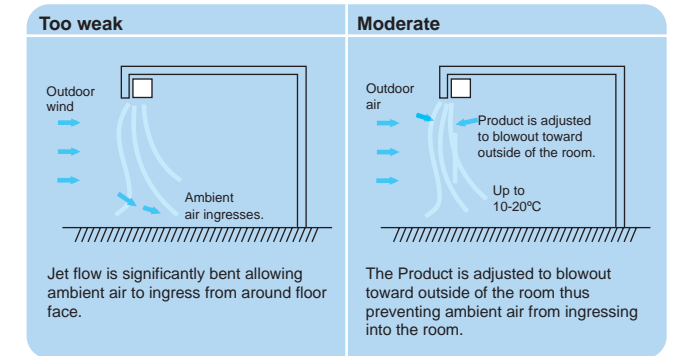 Too weak
Outdoor
wind
Ambient
air ingresses.
Jet flow is significantly bent allowing
ambient air to ingress from around floor
face.
Moderate
Outdoor
air
Product is adjusted
to blowout toward
outside of the room.
Up to
10-20ºC
The Product is adjusted to blowout
toward outside of the room thus
preventing ambient air from ingressing
into the room.